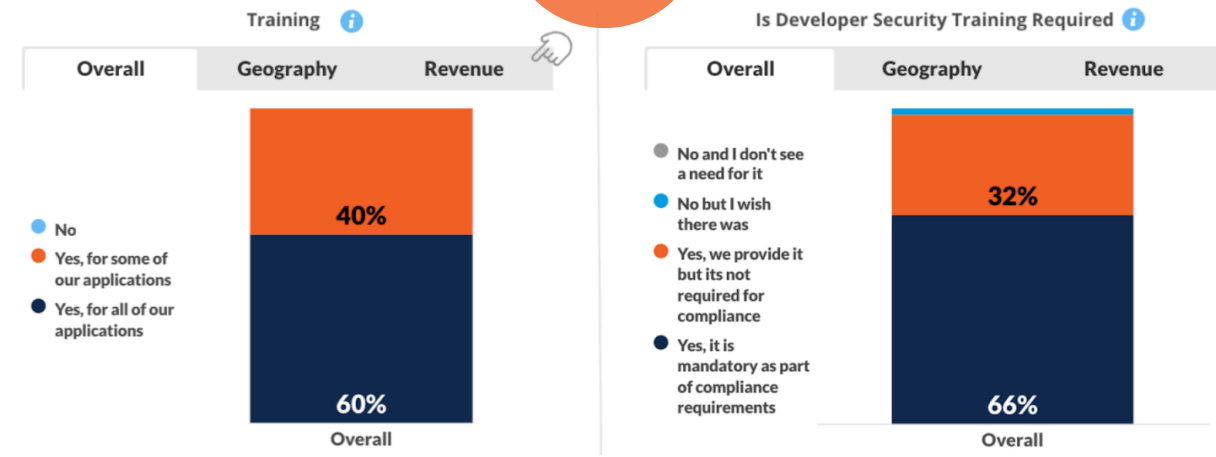 Training
Overall
Geography
Revenue
No
Yes, for some of
our applications
Yes, for all of our
applications
40%
60%
Overall
Is Developer Security Training Required
Overall
Geography
Revenue
No and I don't see
a need for it
No but I wish
there was
Yes, we provide it
but its not
required for
compliance
Yes, it is
mandatory as part
of compliance
requirements
32%
66%
Overall